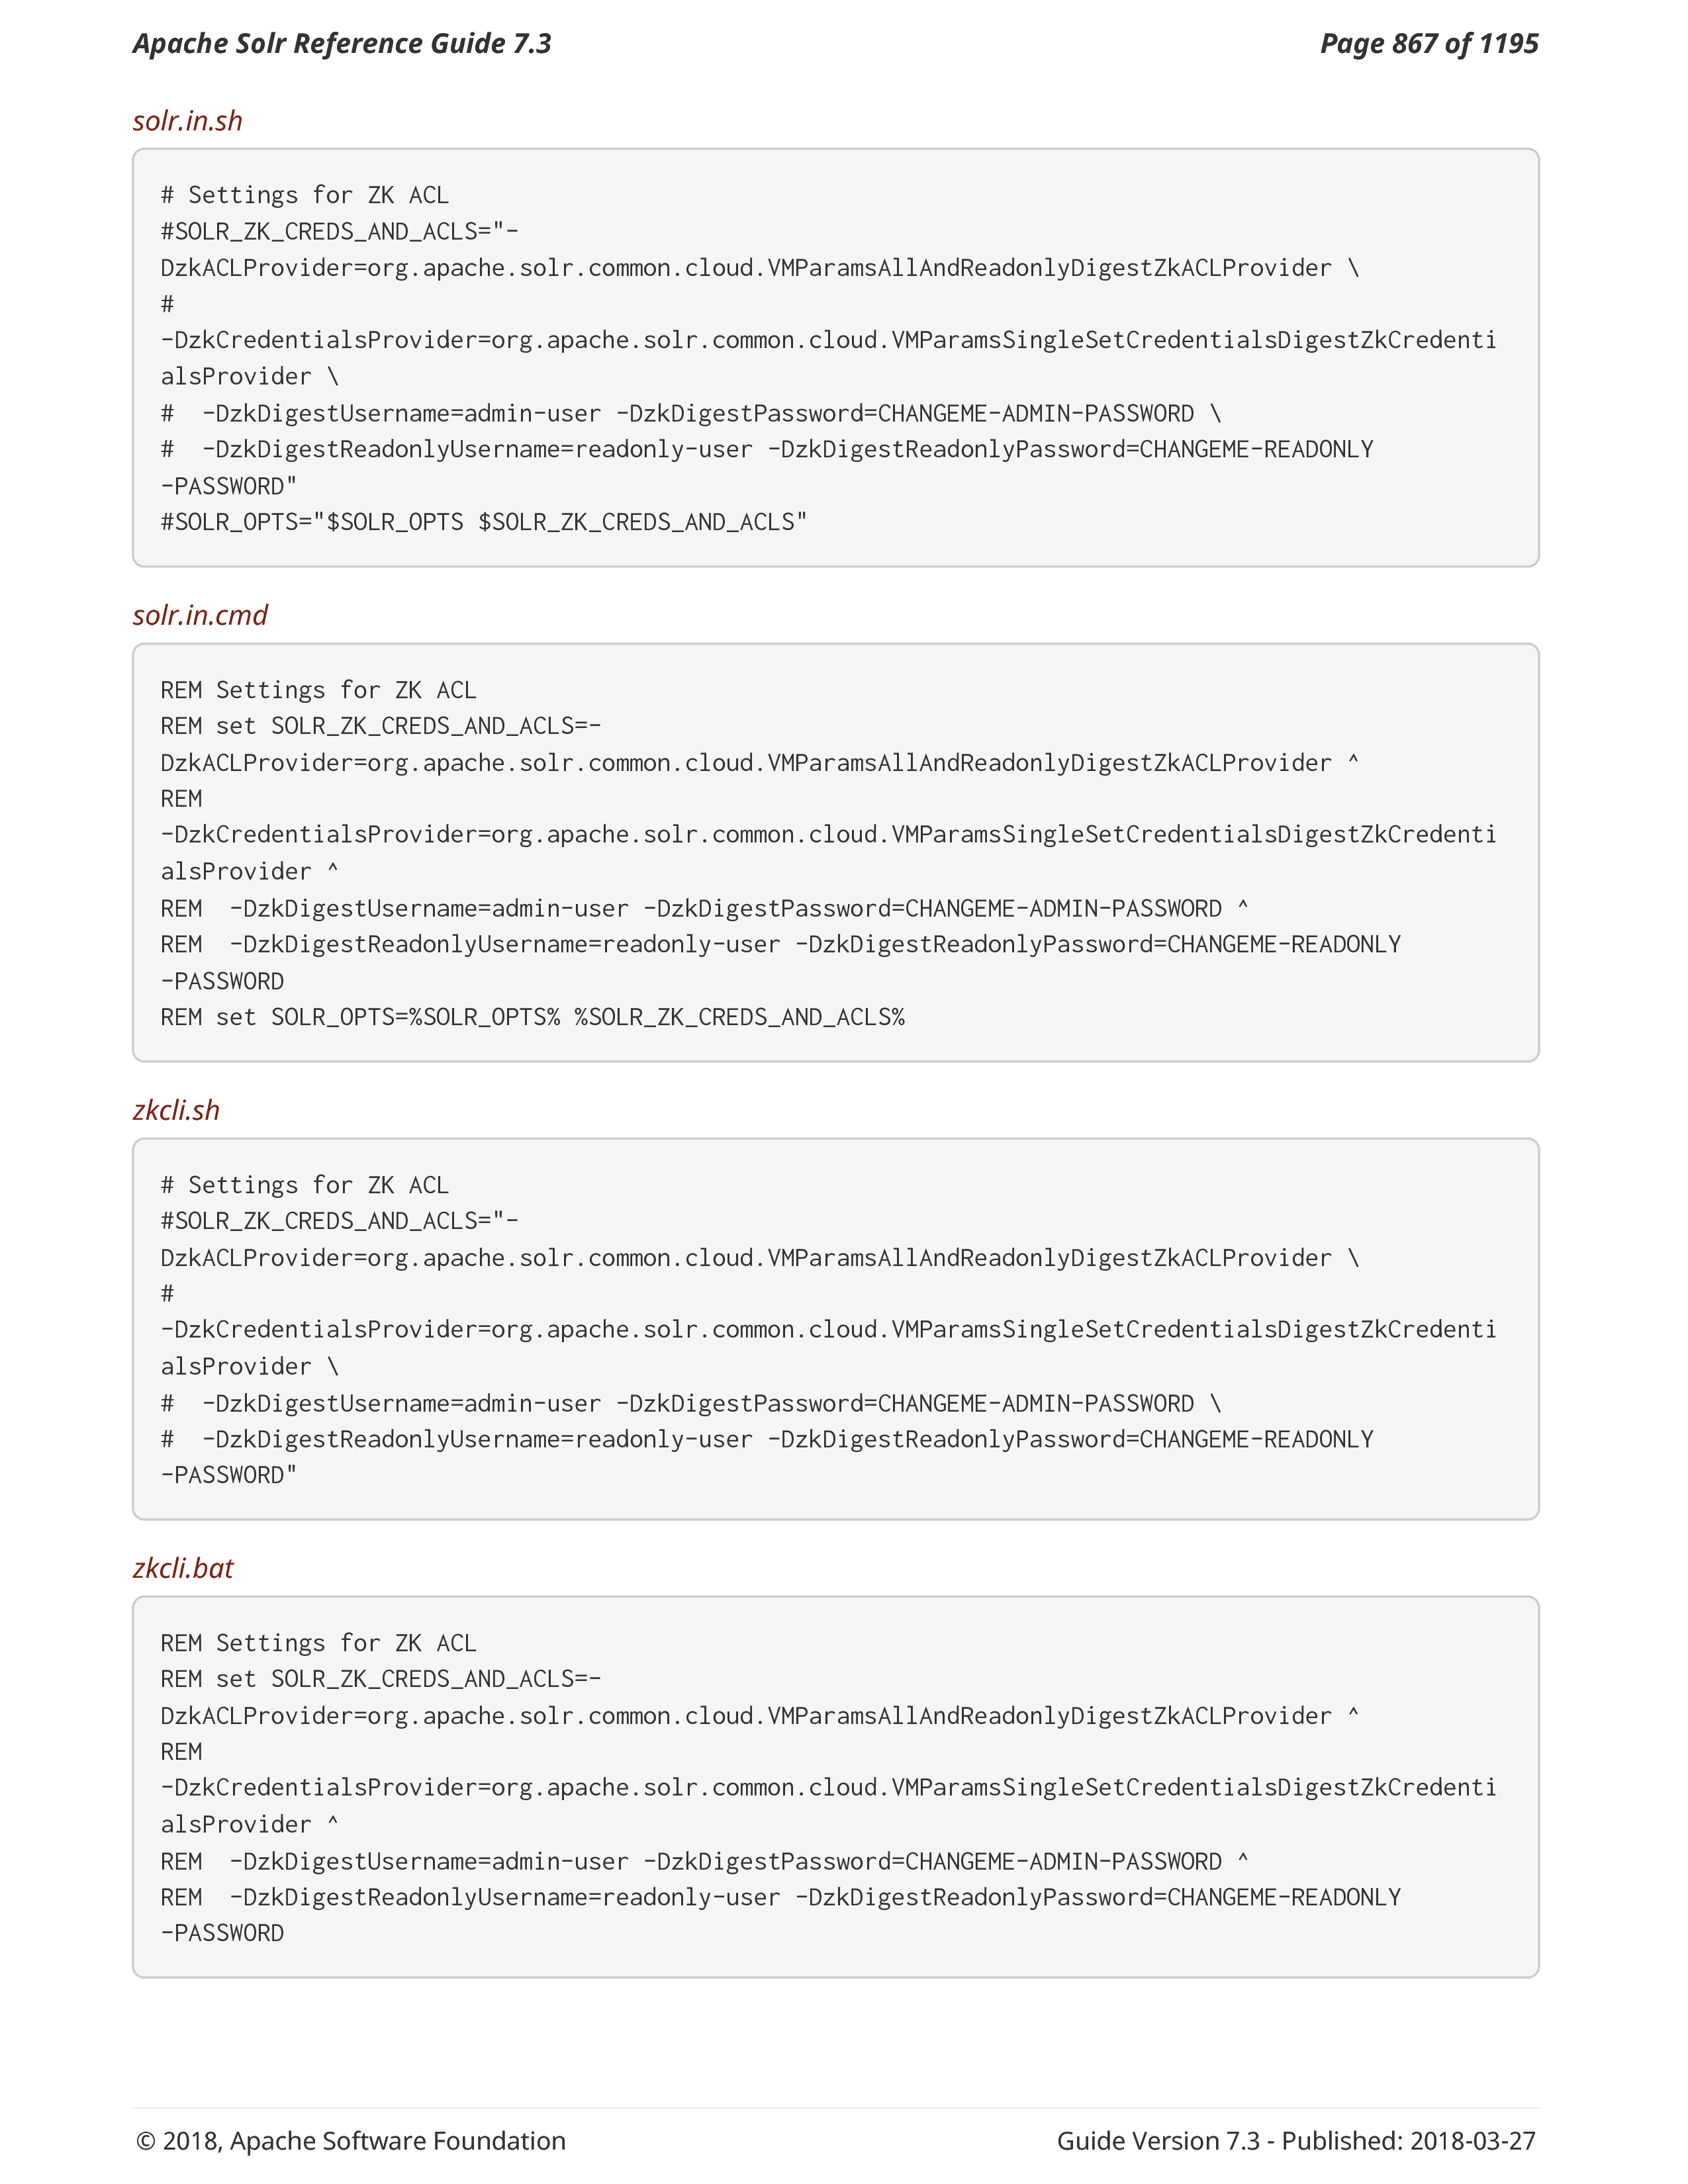 Apache Solr Reference Guide 7.3
Page 867 of 1195
solr.in.sh
# Settings for ZK ACL
#SOLR_ZK_CREDS_AND_ACLS="-
DzkACLProvider=org.apache.solr.common.cloud.VMParamsAllAndReadonlyDigestZkACLProvider \
#
-DzkCredentialsProvider=org.apache.solr.common.cloud.VMParamsSingleSetCredentialsDigestZkCredenti
alsProvider \
#  -DzkDigestUsername=admin-user -DzkDigestPassword=CHANGEME-ADMIN-PASSWORD \
#  -DzkDigestReadonlyUsername=readonly-user -DzkDigestReadonlyPassword=CHANGEME-READONLY
-PASSWORD"
#SOLR_OPTS="$SOLR_OPTS $SOLR_ZK_CREDS_AND_ACLS"
solr.in.cmd
REM Settings for ZK ACL
REM set SOLR_ZK_CREDS_AND_ACLS=-
DzkACLProvider=org.apache.solr.common.cloud.VMParamsAllAndReadonlyDigestZkACLProvider ^
REM
-DzkCredentialsProvider=org.apache.solr.common.cloud.VMParamsSingleSetCredentialsDigestZkCredenti
alsProvider ^
REM  -DzkDigestUsername=admin-user -DzkDigestPassword=CHANGEME-ADMIN-PASSWORD ^
REM  -DzkDigestReadonlyUsername=readonly-user -DzkDigestReadonlyPassword=CHANGEME-READONLY
-PASSWORD
REM set SOLR_OPTS=%SOLR_OPTS% %SOLR_ZK_CREDS_AND_ACLS%
zkcli.sh
# Settings for ZK ACL
#SOLR_ZK_CREDS_AND_ACLS="-
DzkACLProvider=org.apache.solr.common.cloud.VMParamsAllAndReadonlyDigestZkACLProvider \
#
-DzkCredentialsProvider=org.apache.solr.common.cloud.VMParamsSingleSetCredentialsDigestZkCredenti
alsProvider \
#  -DzkDigestUsername=admin-user -DzkDigestPassword=CHANGEME-ADMIN-PASSWORD \
#  -DzkDigestReadonlyUsername=readonly-user -DzkDigestReadonlyPassword=CHANGEME-READONLY
-PASSWORD"
zkcli.bat
REM Settings for ZK ACL
REM set SOLR_ZK_CREDS_AND_ACLS=-
DzkACLProvider=org.apache.solr.common.cloud.VMParamsAllAndReadonlyDigestZkACLProvider ^
REM
-DzkCredentialsProvider=org.apache.solr.common.cloud.VMParamsSingleSetCredentialsDigestZkCredenti
alsProvider ^
REM  -DzkDigestUsername=admin-user -DzkDigestPassword=CHANGEME-ADMIN-PASSWORD ^
REM  -DzkDigestReadonlyUsername=readonly-user -DzkDigestReadonlyPassword=CHANGEME-READONLY
-PASSWORD
© 2018, Apache Software Foundation
Guide Version 7.3 - Published: 2018-03-27